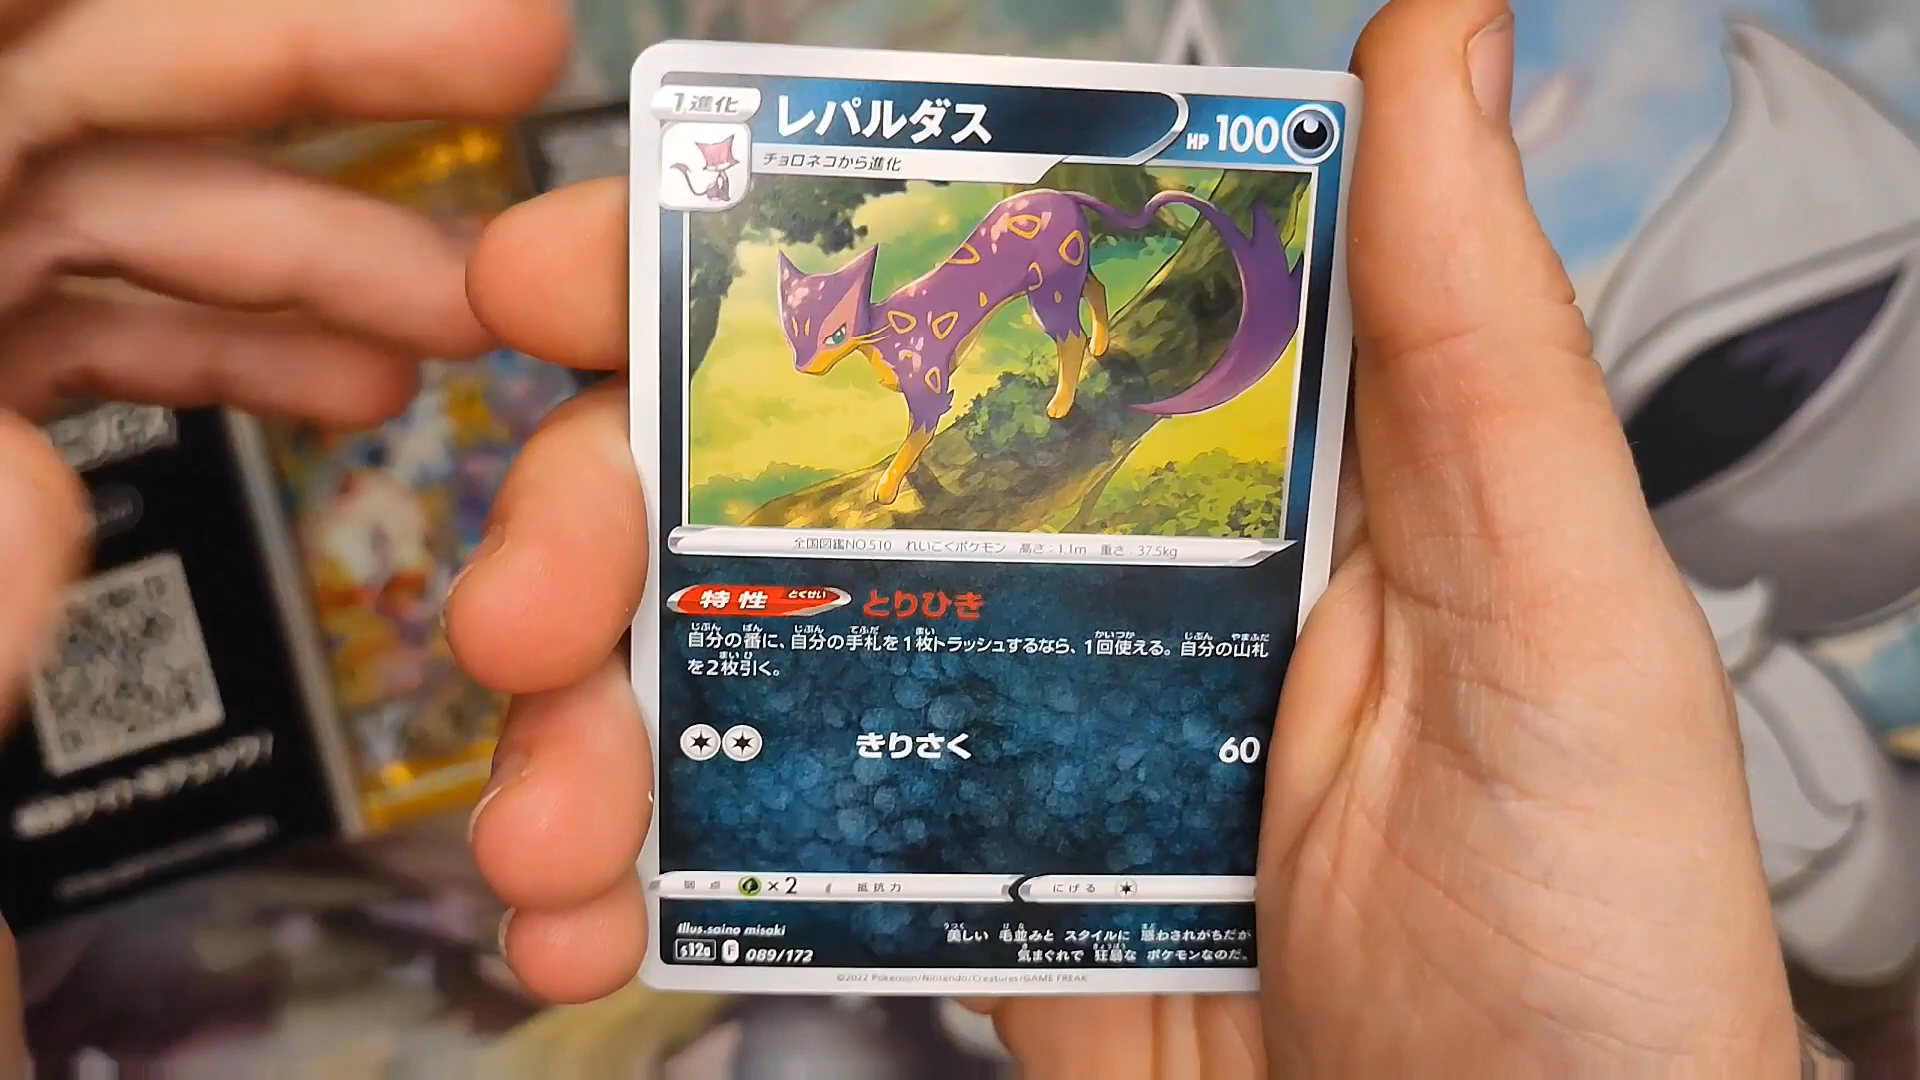 1進化
レパルダス
HP 100
チョロネコから進化
全国図鑑NO.510 れいこくポケモン 高さ:1.1m 重さ:37.5kg
特性 とくせい とりひき
自分の番に、自分の手札を1枚トラッシュするなら、1回使える。自分の山札
を2枚引く。
きりさく 60
弱点 ×2 抵抗力 にげる
Illus.saino misaki
美しい 毛並みと スタイルに 惑わされがちだが
気まぐれで 狂暴な ポケモンなのだ。
s12a F 089/172
©2022 Pokémon/Nintendo/Creatures/GAME FREAK